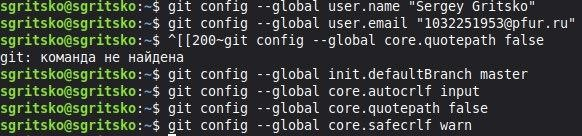 sgritsko@sgritsko:~$ git config --global user.name "Sergey Gritsko"
sgritsko@sgritsko:~$ git config --global user.email "1032251953@pfur.ru"
sgritsko@sgritsko:~$ ^[[200~git config --global core.quotepath false
git: команда не найдена
sgritsko@sgritsko:~$ git config --global init.defaultBranch master
sgritsko@sgritsko:~$ git config --global core.autocrlf input
sgritsko@sgritsko:~$ git config --global core.quotepath false
sgritsko@sgritsko:~$ git config --global core.safecrlf warn